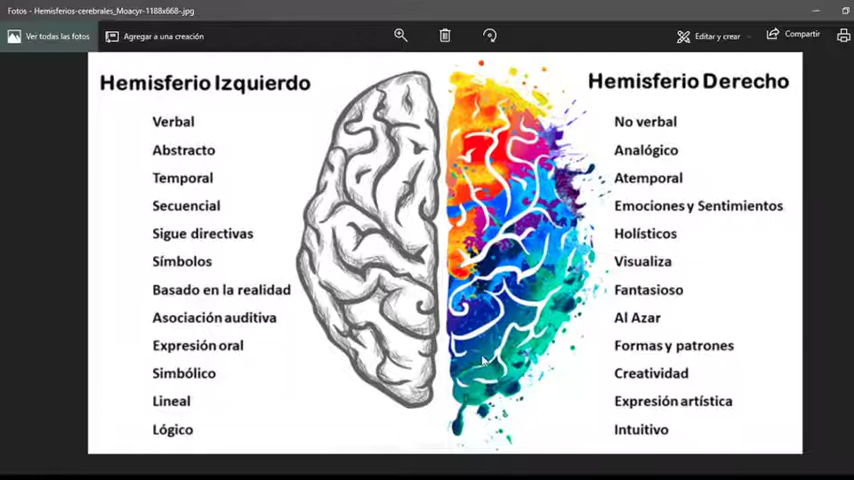 Fotos - Hemisferios-cerebrales_Moacyr-1188x668-.jpg
Ver todas las fotos
Agregar a una creación
Editar y crear
Compartir
Hemisferio Izquierdo
Verbal
Abstracto
Temporal
Secuencial
Sigue directivas
Símbolos
Basado en la realidad
Asociación auditiva
Expresión oral
Simbólico
Lineal
Lógico
Hemisferio Derecho
No verbal
Analógico
Atemporal
Emociones y Sentimientos
Holísticos
Visualiza
Fantasioso
Al Azar
Formas y patrones
Creatividad
Expresión artística
Intuitivo